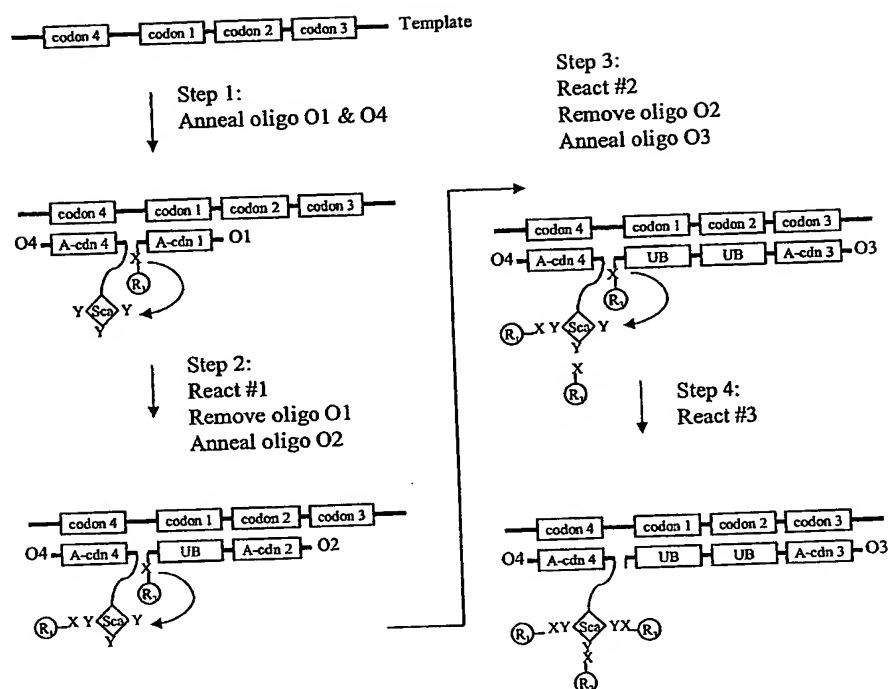 codon 4 codon 1 codon 2 codon 3 Template
Step 1:
Anneal oligo O1 & O4
codon 4 codon 1 codon 2 codon 3
O4 A-cdn 4 A-cdn 1 O1
X
R₁
Y Sca Y
Y
Step 2:
React #1
Remove oligo O1
Anneal oligo O2
codon 4 codon 1 codon 2 codon 3
O4 A-cdn 4 UB A-cdn 2 O2
X
R₂
R₁ X Y Sca Y
Y
Step 3:
React #2
Remove oligo O2
Anneal oligo O3
codon 4 codon 1 codon 2 codon 3
O4 A-cdn 4 UB UB A-cdn 3 O3
X
R₁ X Y Sca Y
Y
X
Step 4:
React #3
codon 4 codon 1 codon 2 codon 3
O4 A-cdn 4 UB UB A-cdn 3 O3
R₁ XY Sca YX
Y
X